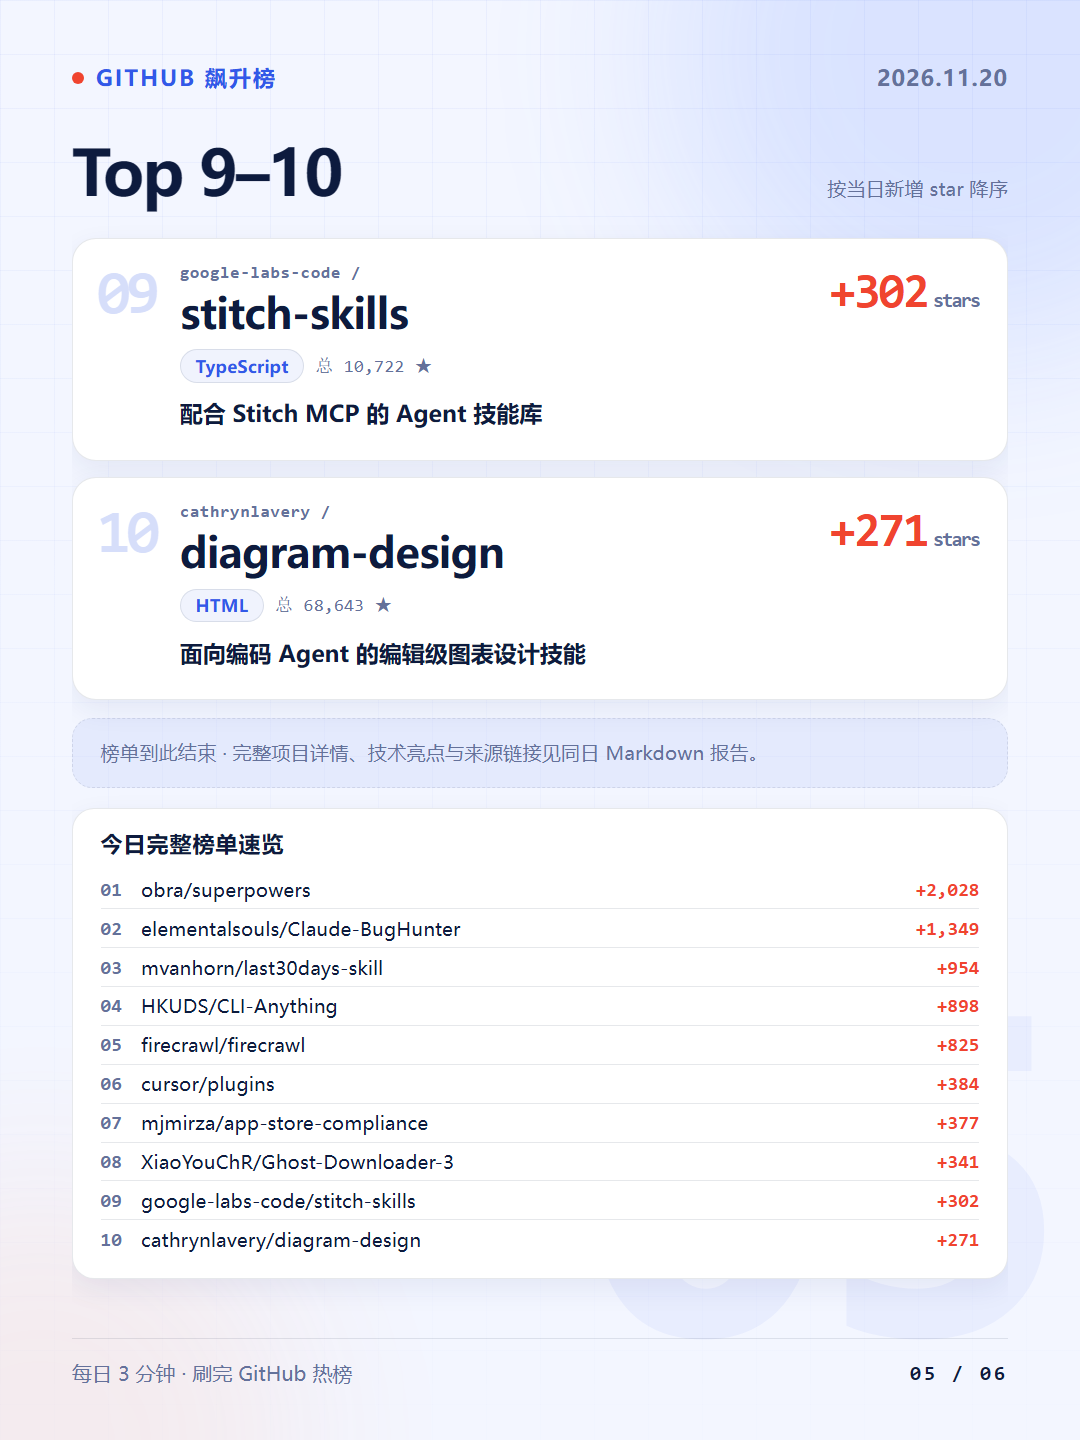 GITHUB 飙升榜
2026.11.20
Top 9–10
按当日新增 star 降序
09
google-labs-code /
stitch-skills
+302 stars
TypeScript 总 10,722 ★
配合 Stitch MCP 的 Agent 技能库
10
cathrynlavery /
diagram-design
+271 stars
HTML 总 68,643 ★
面向编码 Agent 的编辑级图表设计技能
榜单到此结束 · 完整项目详情、技术亮点与来源链接见同日 Markdown 报告。
今日完整榜单速览
01 obra/superpowers +2,028
02 elementalsouls/Claude-BugHunter +1,349
03 mvanhorn/last30days-skill +954
04 HKUDS/CLI-Anything +898
05 firecrawl/firecrawl +825
06 cursor/plugins +384
07 mjmirza/app-store-compliance +377
08 XiaoYouChR/Ghost-Downloader-3 +341
09 google-labs-code/stitch-skills +302
10 cathrynlavery/diagram-design +271
05
每日 3 分钟 · 刷完 GitHub 热榜
05 / 06